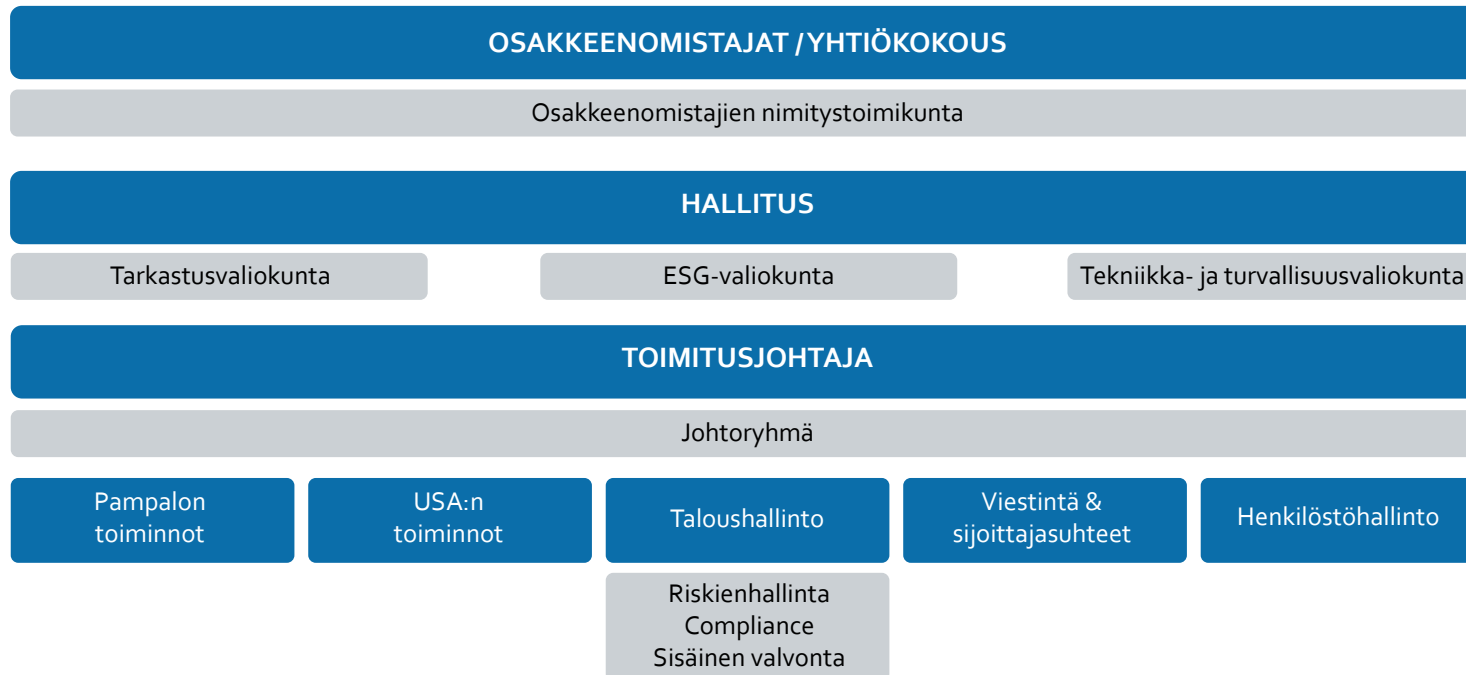 OSAKKEENOMISTAJAT / YHTIÖKOKOUS
Osakkeenomistajien nimitystoimikunta
HALLITUS
Tarkastusvaliokunta
ESG-valiokunta
Tekniikka- ja turvallisuusvaliokunta
TOIMITUSJOHTAJA
Johtoryhmä
Pampalon
toiminnot
USA:n
toiminnot
Taloushallinto
Viestintä &
sijoittajasuhteet
Henkilöstöhallinto
Riskienhallinta
Compliance
Sisäinen valvonta